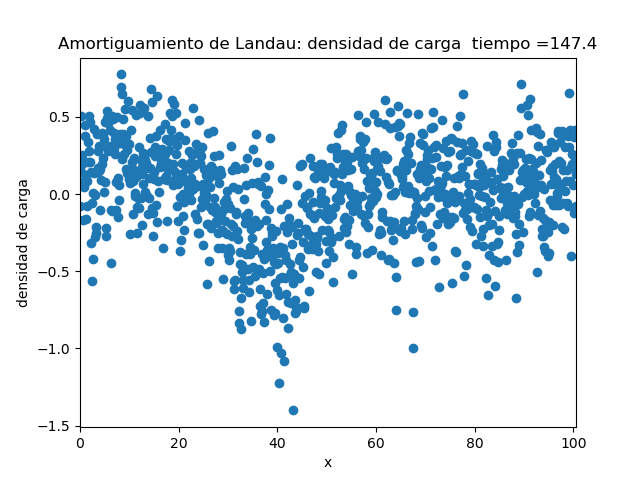 Amortiguamiento de Landau: densidad de carga  tiempo =147.4
densidad de carga
0.5
0.0
−0.5
−1.0
−1.5
0 20 40 60 80 100
x